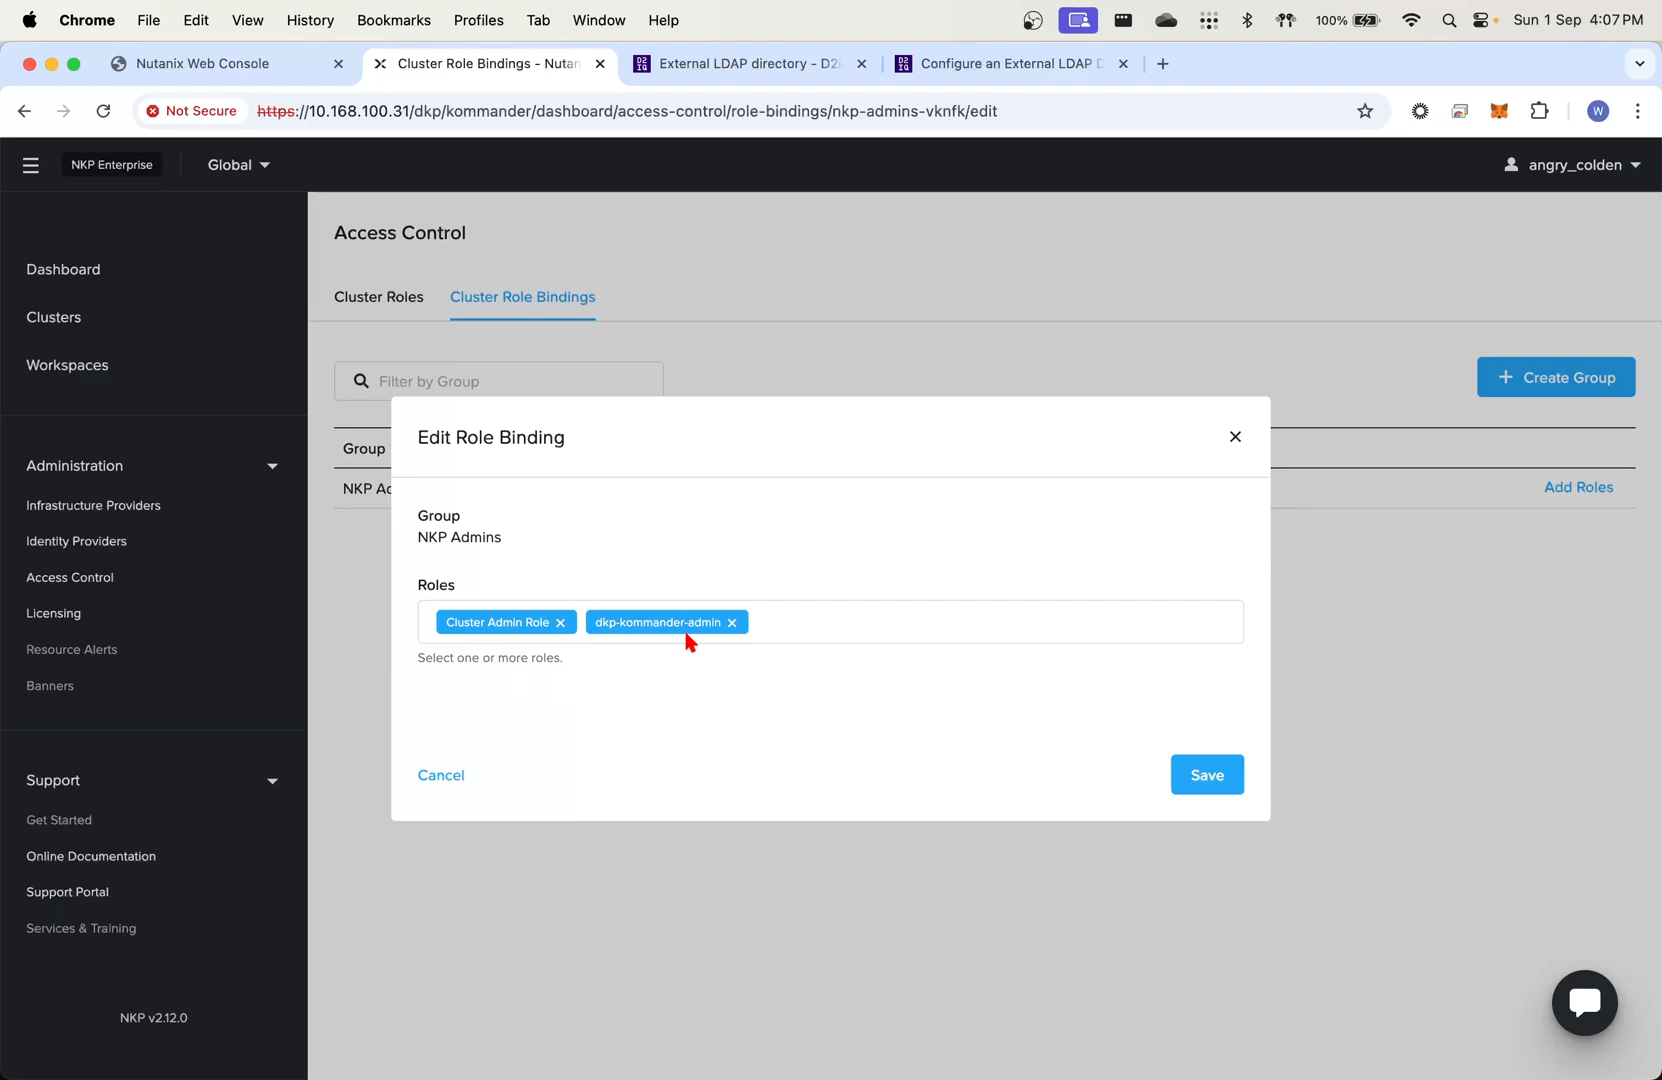 Chrome File Edit View History Bookmarks Profiles Tab Window Help 100% Sun 1 Sep 4:07 PM
Nutanix Web Console Cluster Role Bindings - Nutan External LDAP directory - D2i Configure an External LDAP D
Not Secure https://10.168.100.31/dkp/kommander/dashboard/access-control/role-bindings/nkp-admins-vknfk/edit W
NKP Enterprise Global angry_colden
Access Control
Dashboard
Cluster Roles Cluster Role Bindings
Clusters
Workspaces
Filter by Group
Create Group
Edit Role Binding
Group
Administration
NKP Ad
Add Roles
Infrastructure Providers
Group
NKP Admins
Identity Providers
Access Control
Roles
Licensing
Cluster Admin Role dkp-kommander-admin
Resource Alerts
Select one or more roles.
Banners
Support
Cancel Save
Get Started
Online Documentation
Support Portal
Services & Training
NKP v2.12.0